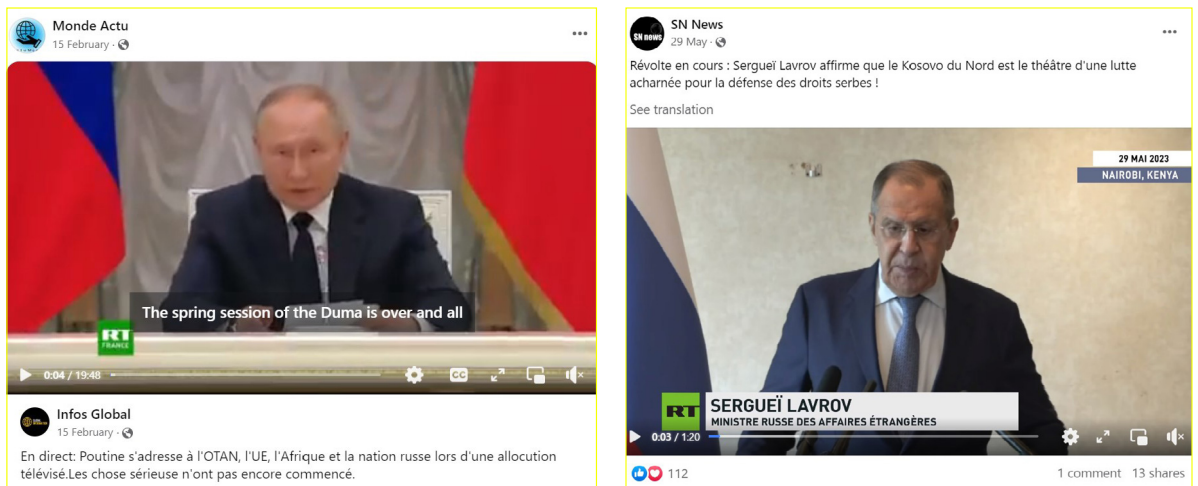 Monde Actu
15 February
The spring session of the Duma is over and all
RT
FRANCE
0:04 / 19:48
CC
Infos Global
15 February
En direct: Poutine s'adresse à l'OTAN, l'UE, l'Afrique et la nation russe lors d'une allocution
télévisé.Les chose sérieuse n'ont pas encore commencé.
SN news
SN News
29 May
Révolte en cours : Sergueï Lavrov affirme que le Kosovo du Nord est le théâtre d'une lutte
acharnée pour la défense des droits serbes !
See translation
29 MAI 2023
NAIROBI, KENYA
RT
SERGUEÏ LAVROV
MINISTRE RUSSE DES AFFAIRES ÉTRANGÈRES
0:03 / 1:20
112
1 comment 13 shares